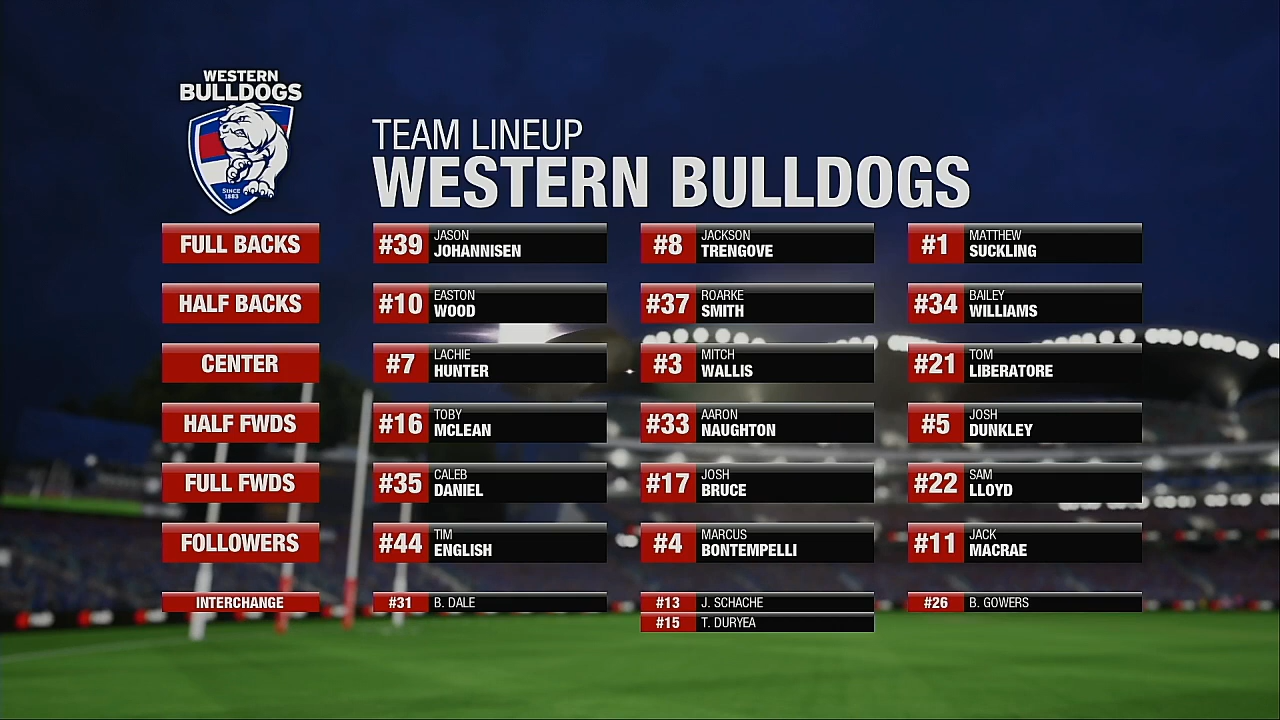 WESTERN
BULLDOGS
SINCE
1883
TEAM LINEUP
WESTERN BULLDOGS
FULL BACKS
#39 JASON JOHANNISEN
#8 JACKSON TRENGOVE
#1 MATTHEW SUCKLING
HALF BACKS
#10 EASTON WOOD
#37 ROARKE SMITH
#34 BAILEY WILLIAMS
CENTER
#7 LACHIE HUNTER
#3 MITCH WALLIS
#21 TOM LIBERATORE
HALF FWDS
#16 TOBY MCLEAN
#33 AARON NAUGHTON
#5 JOSH DUNKLEY
FULL FWDS
#35 CALEB DANIEL
#17 JOSH BRUCE
#22 SAM LLOYD
FOLLOWERS
#44 TIM ENGLISH
#4 MARCUS BONTEMPELLI
#11 JACK MACRAE
INTERCHANGE
#31 B. DALE
#13 J. SCHACHE
#26 B. GOWERS
#15 T. DURYEA